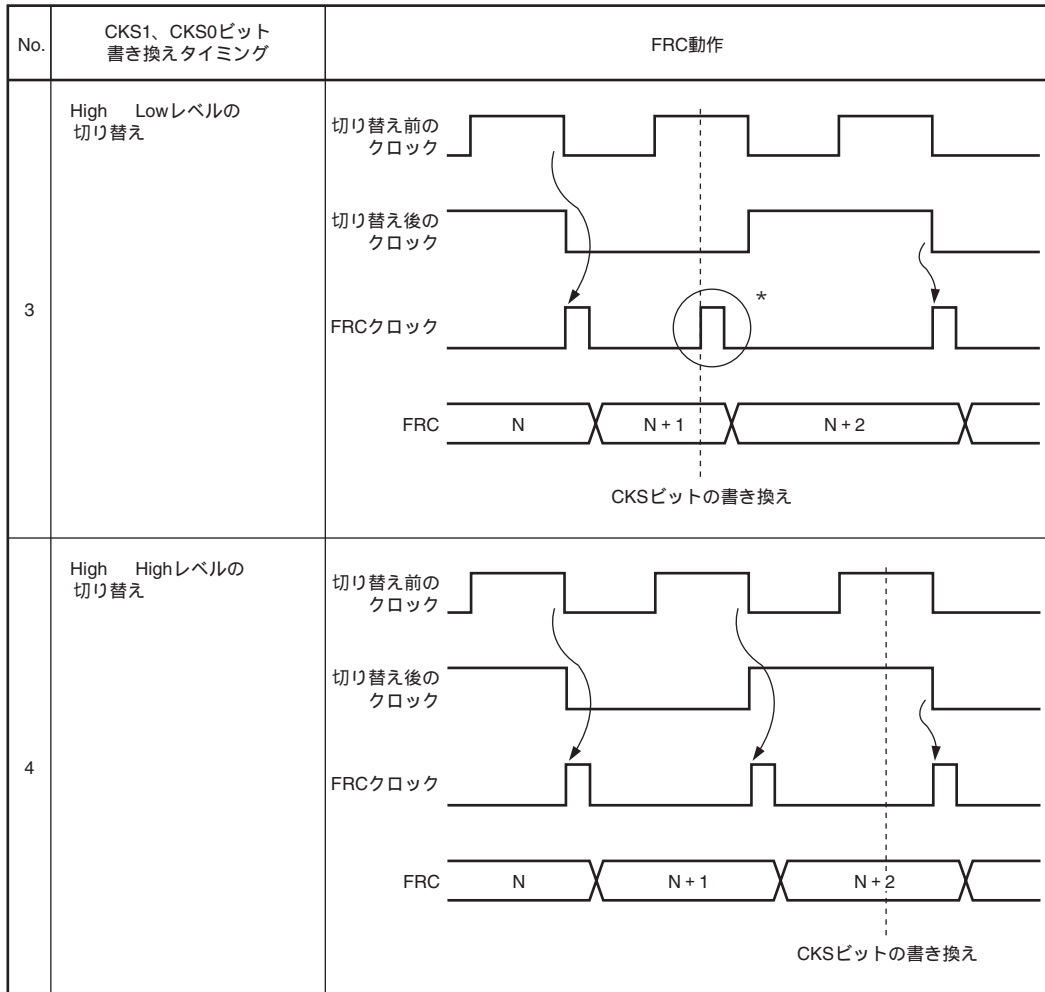 No.
CKS1、CKS0ビット
書き換えタイミング
FRC動作
3
High Lowレベルの
切り替え
切り替え前の
クロック
切り替え後の
クロック
FRCクロック
*
FRC
N
N + 1
N + 2
CKSビットの書き換え
4
High Highレベルの
切り替え
切り替え前の
クロック
切り替え後の
クロック
FRCクロック
FRC
N
N + 1
N + 2
CKSビットの書き換え